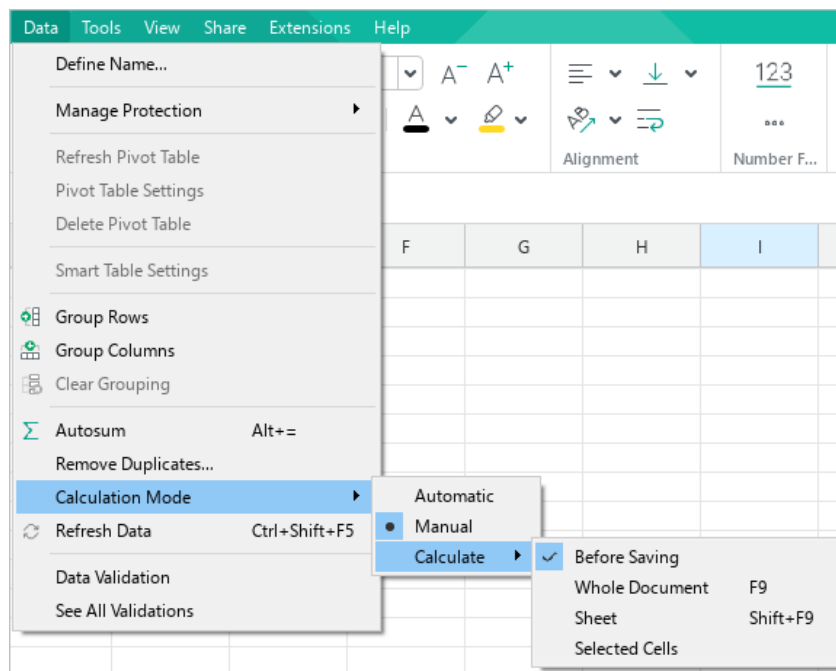 Data Tools View Share Extensions Help
Define Name...
Manage Protection
Refresh Pivot Table
Pivot Table Settings
Delete Pivot Table
Smart Table Settings
Group Rows
Group Columns
Clear Grouping
Autosum Alt+=
Remove Duplicates...
Calculation Mode
Refresh Data Ctrl+Shift+F5
Data Validation
See All Validations
Automatic
Manual
Calculate
Before Saving
Whole Document F9
Sheet Shift+F9
Selected Cells
A- A+
123
A
Alignment
Number F...
F G H I